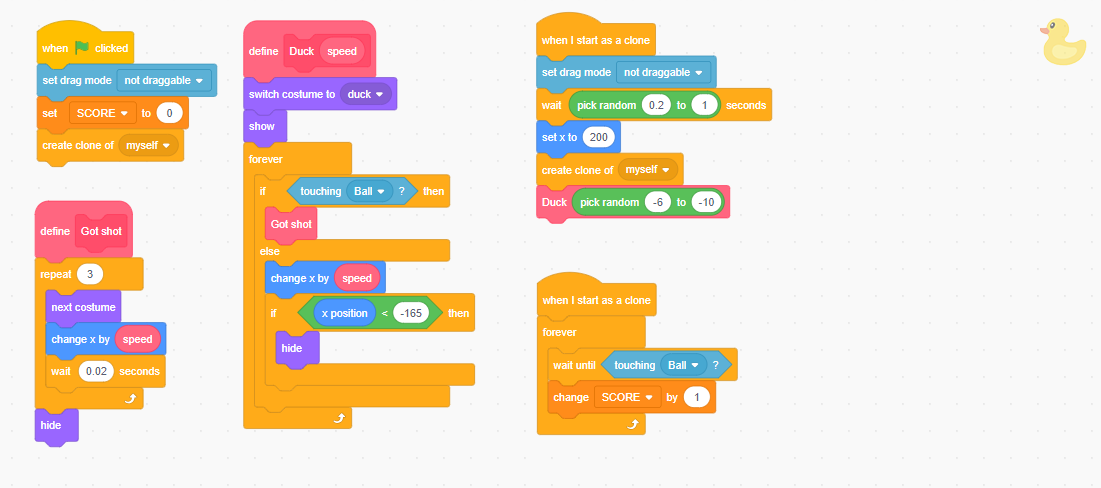 when clicked
set drag mode not draggable
set SCORE to 0
create clone of myself
define Got shot
repeat 3
next costume
change x by speed
wait 0.02 seconds
hide
define Duck speed
switch costume to duck
show
forever
if touching Ball ? then
Got shot
else
change x by speed
if x position < -165 then
hide
when I start as a clone
set drag mode not draggable
wait pick random 0.2 to 1 seconds
set x to 200
create clone of myself
Duck pick random -6 to -10
when I start as a clone
forever
wait until touching Ball ?
change SCORE by 1